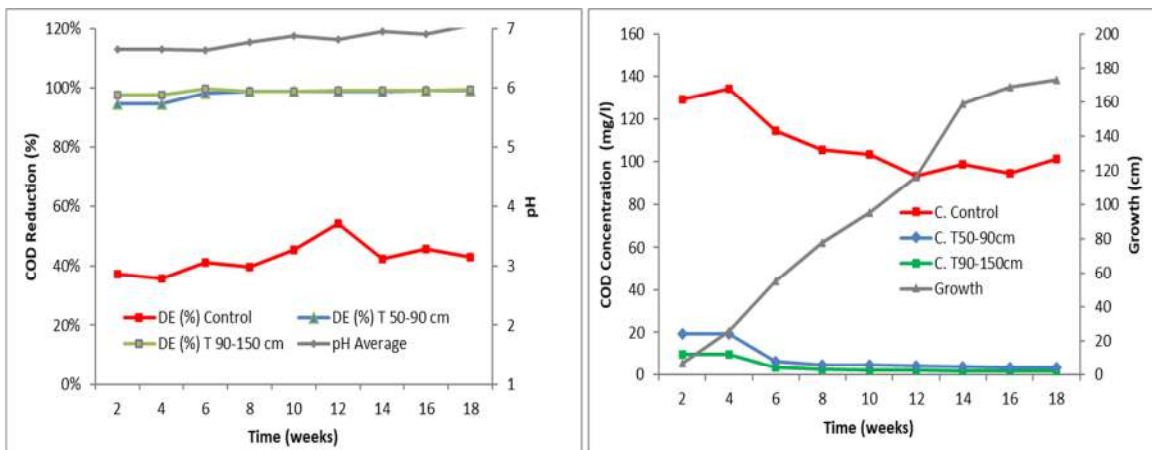 120%
100%
80%
60%
40%
20%
0%
COD Reduction (%)
7
6
5
4
3
2
1
pH
DE (%) Control
DE (%) T 50-90 cm
DE (%) T 90-150 cm
pH Average
2 4 6 8 10 12 14 16 18
Time (weeks)
160
140
120
100
80
60
40
20
0
COD Concentration (mg/l)
200
180
160
140
120
100
80
60
40
20
0
Growth (cm)
C. Control
C. T50-90cm
C. T90-150cm
Growth
2 4 6 8 10 12 14 16 18
Time (weeks)